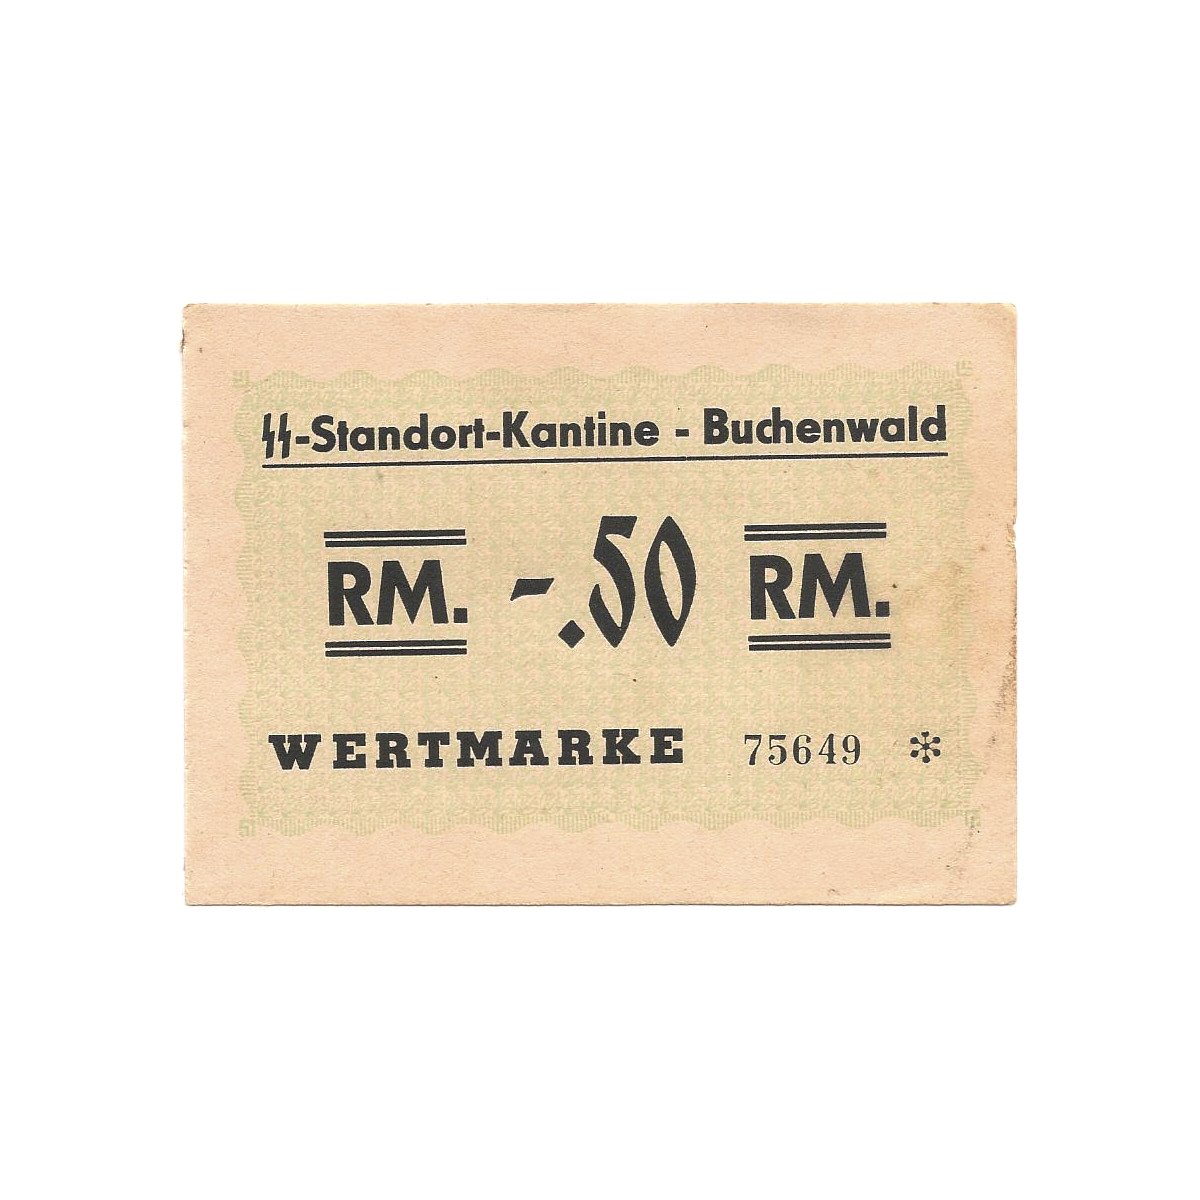 ᛋᛋ-Standort-Kantine - Buchenwald
RM. -.50 RM.
WERTMARKE 75649 *